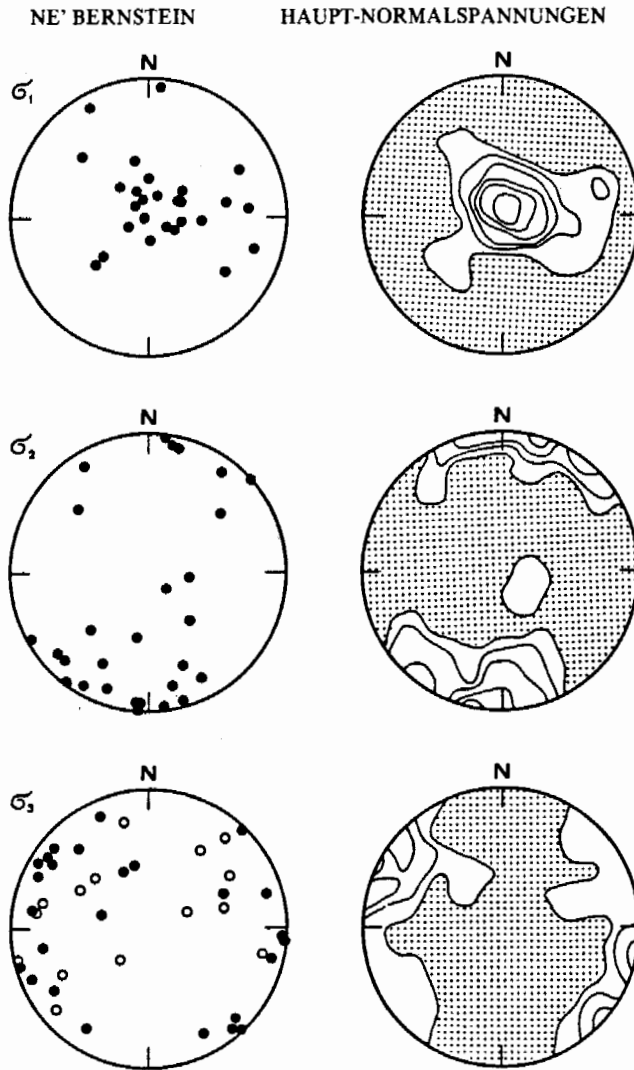 NE' BERNSTEIN HAUPT-NORMALSPANNUNGEN
N N
σ₁
N N
σ₂
N N
σ₃